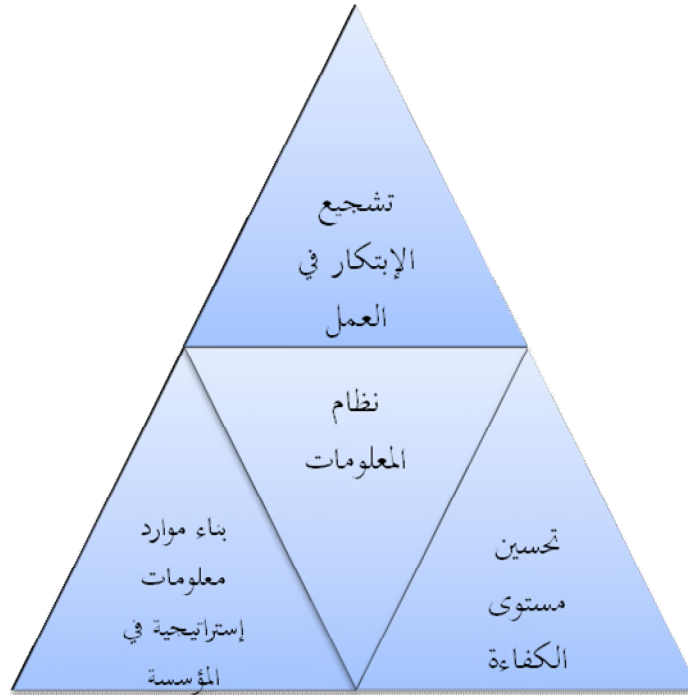 تشجيع
الإبتكار في
العمل
نظام
المعلومات
تحسين
مستوى
الكفاءة
بناء موارد
معلومات
إستراتيجية في
المؤسسة